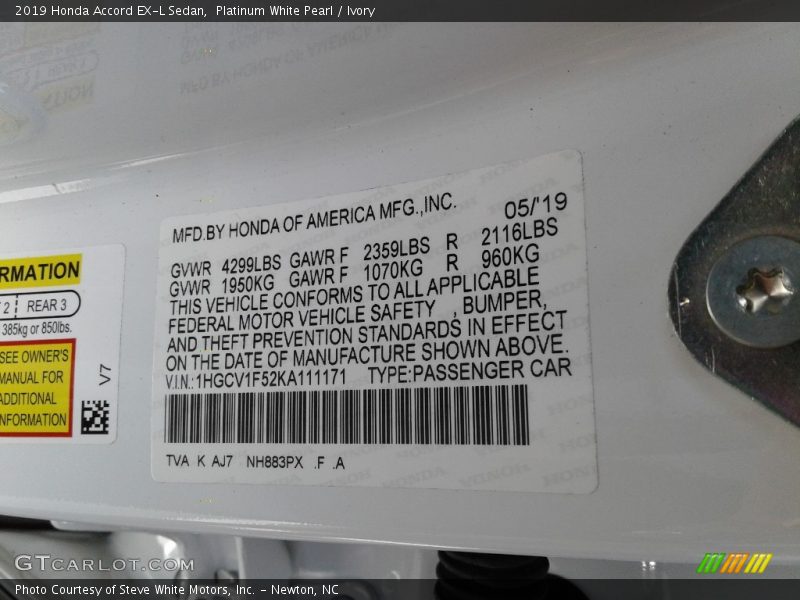 2019 Honda Accord EX-L Sedan, Platinum White Pearl / Ivory
MFD.BY HONDA OF AMERICA MFG.,INC.
05/'19
GVWR 4299LBS GAWR F 2359LBS R 2116LBS
GVWR 1950KG GAWR F 1070KG R 960KG
THIS VEHICLE CONFORMS TO ALL APPLICABLE
FEDERAL MOTOR VEHICLE SAFETY , BUMPER,
AND THEFT PREVENTION STANDARDS IN EFFECT
ON THE DATE OF MANUFACTURE SHOWN ABOVE.
V.I.N.:1HGCV1F52KA111171 TYPE:PASSENGER CAR
TVA K AJ7 NH883PX .F .A
RMATION
2 REAR 3
385kg or 850lbs.
SEE OWNER'S
MANUAL FOR
ADDITIONAL
INFORMATION
V7
GTCARLOT.COM
Photo Courtesy of Steve White Motors, Inc. - Newton, NC